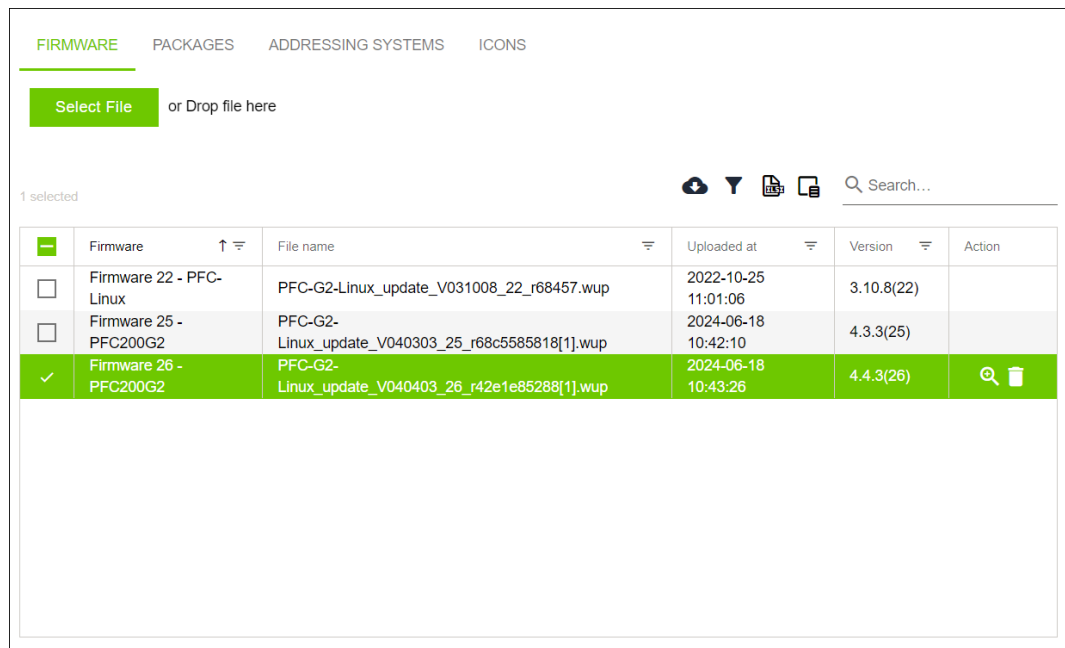 FIRMWARE PACKAGES ADDRESSING SYSTEMS ICONS
Select File or Drop file here
1 selected
Search...
Firmware File name Uploaded at Version Action
Firmware 22 - PFC-
Linux
PFC-G2-Linux_update_V031008_22_r68457.wup
2022-10-25
11:01:06
3.10.8(22)
Firmware 25 -
PFC200G2
PFC-G2-
Linux_update_V040303_25_r68c5585818[1].wup
2024-06-18
10:42:10
4.3.3(25)
Firmware 26 -
PFC200G2
PFC-G2-
Linux_update_V040403_26_r42e1e85288[1].wup
2024-06-18
10:43:26
4.4.3(26)